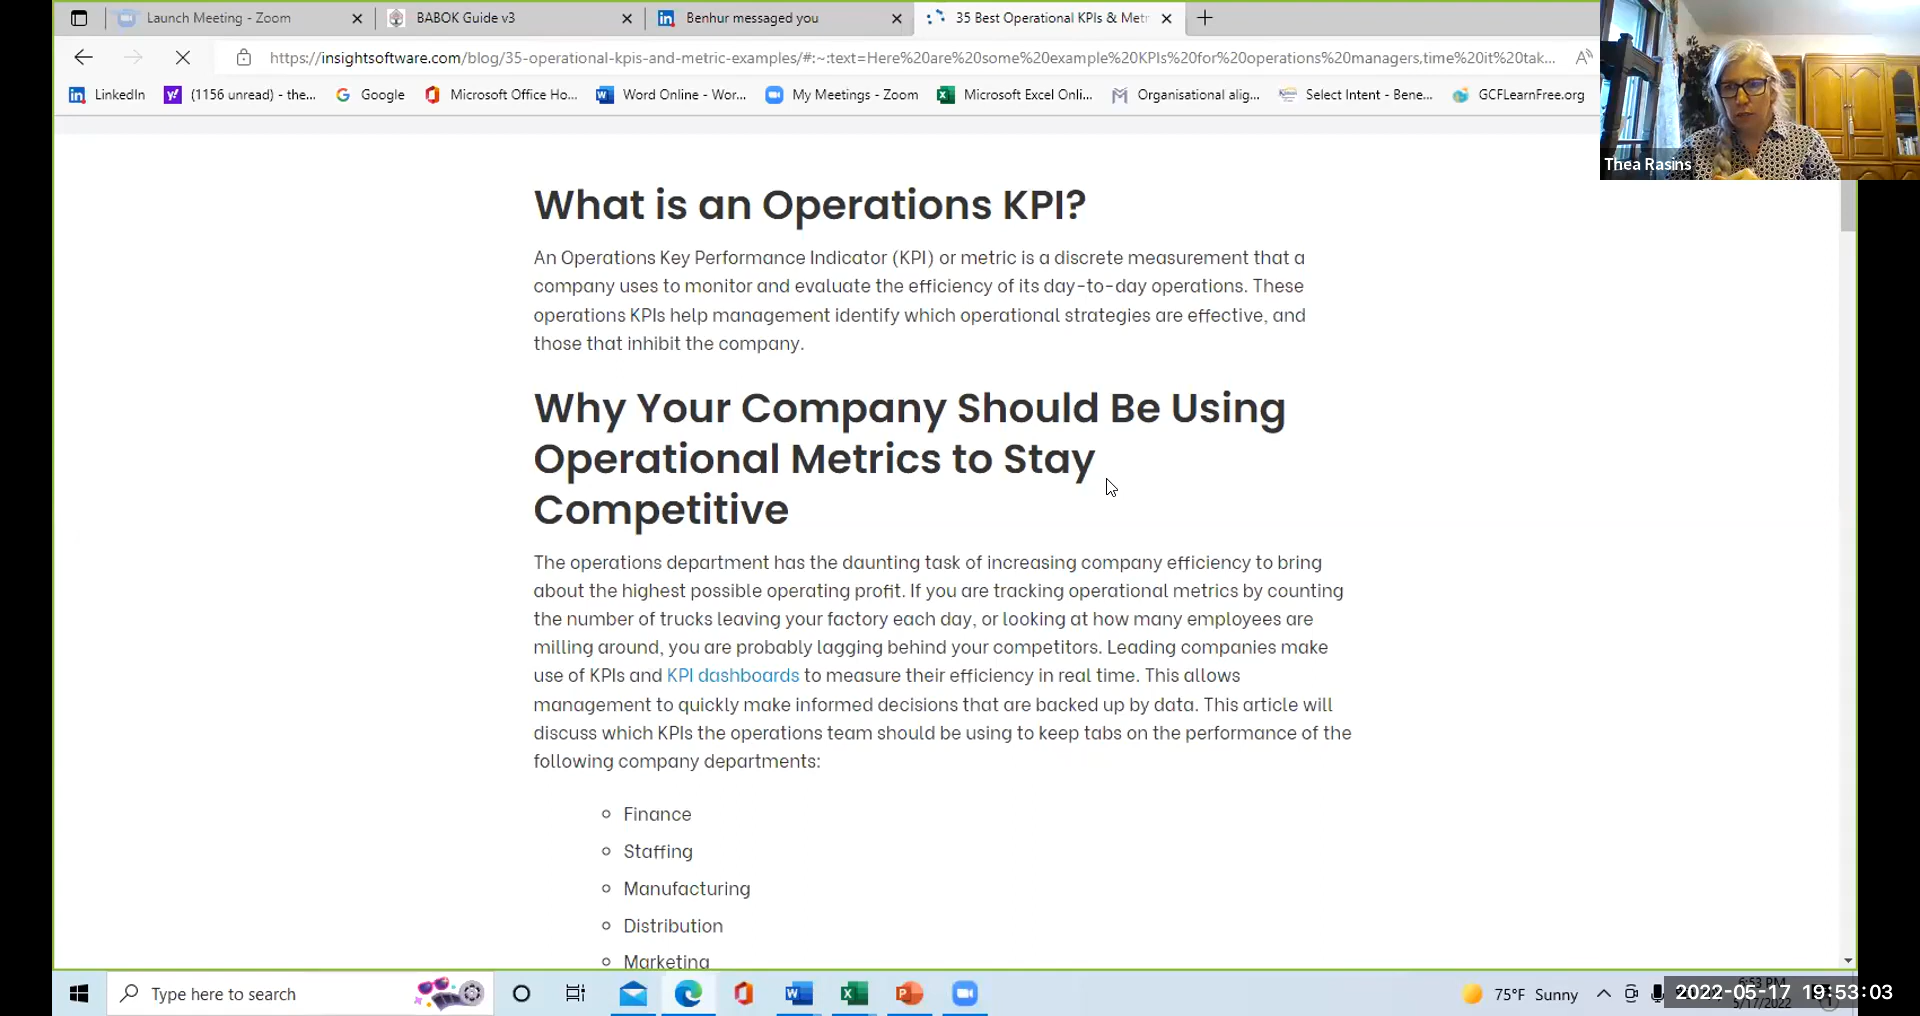 Launch Meeting - Zoom
BABOK Guide v3
Benhur messaged you
35 Best Operational KPIs & Metr
https://insightsoftware.com/blog/35-operational-kpis-and-metric-examples/#:~:text=Here%20are%20some%20example%20KPIs%20for%20operations%20managers,time%20it%20tak...
LinkedIn
(1156 unread) - the...
Google
Microsoft Office Ho...
Word Online - Wor...
My Meetings - Zoom
Microsoft Excel Onli...
Organisational alig...
Select Intent - Bene...
GCFLearnFree.org
Thea Rasins
What is an Operations KPI?
An Operations Key Performance Indicator (KPI) or metric is a discrete measurement that a
company uses to monitor and evaluate the efficiency of its day-to-day operations. These
operations KPIs help management identify which operational strategies are effective, and
those that inhibit the company.
Why Your Company Should Be Using
Operational Metrics to Stay
Competitive
The operations department has the daunting task of increasing company efficiency to bring
about the highest possible operating profit. If you are tracking operational metrics by counting
the number of trucks leaving your factory each day, or looking at how many employees are
milling around, you are probably lagging behind your competitors. Leading companies make
use of KPIs and KPI dashboards to measure their efficiency in real time. This allows
management to quickly make informed decisions that are backed up by data. This article will
discuss which KPIs the operations team should be using to keep tabs on the performance of the
following company departments:
Finance
Staffing
Manufacturing
Distribution
Marketing
Type here to search
75°F Sunny
6:53 PM
5/17/2022
2022-05-17 19:53:03